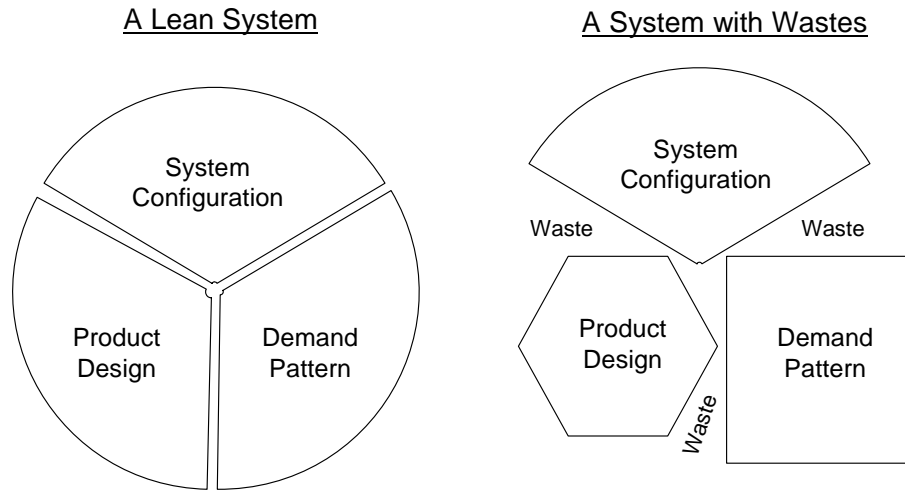 A Lean System
System
Configuration
Product
Design
Demand
Pattern
A System with Wastes
System
Configuration
Waste
Waste
Product
Design
Waste
Demand
Pattern